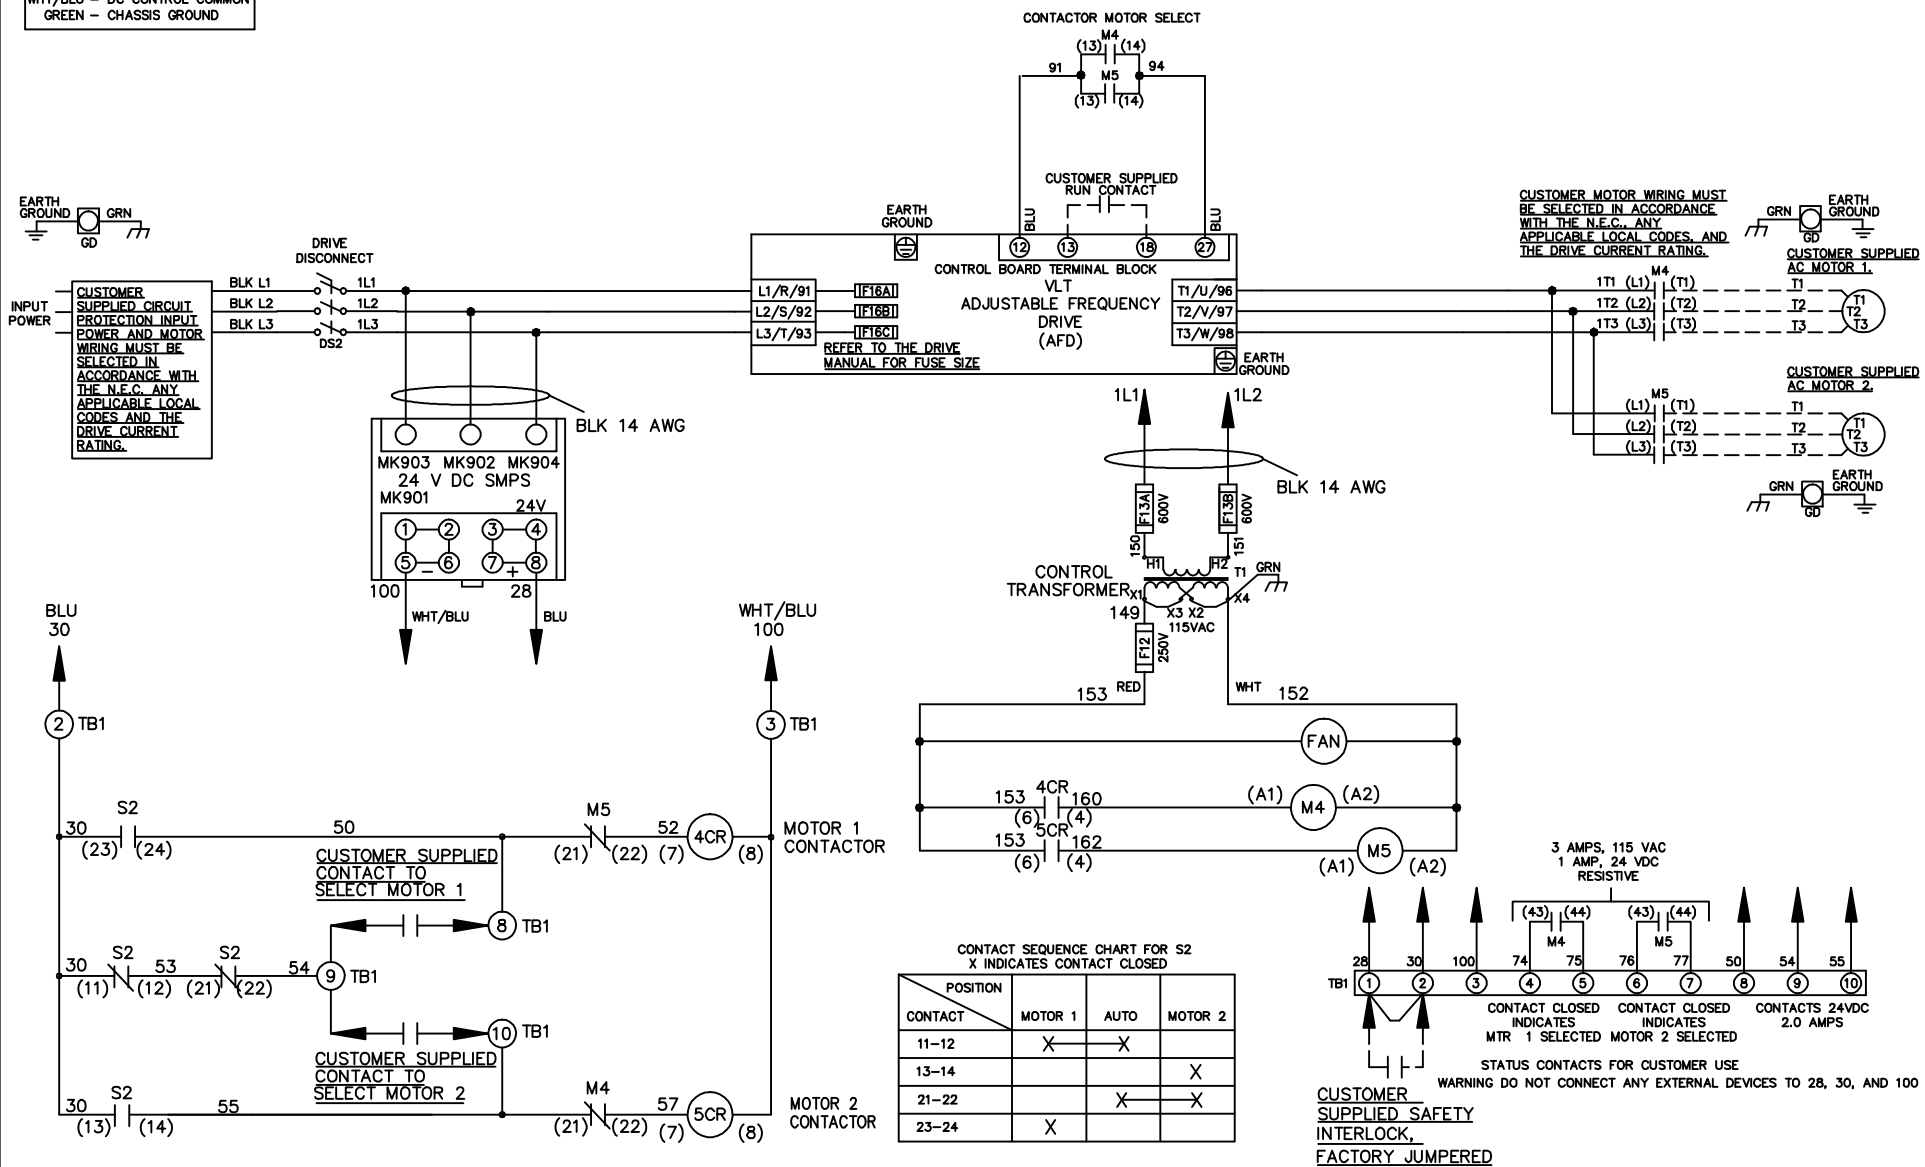 WHT/BLU – DC CONTROL COMMON
GREEN – CHASSIS GROUND
CONTACTOR MOTOR SELECT
M4
(13) (14)
91 M5 94
(13) (14)
CUSTOMER SUPPLIED
RUN CONTACT
BLU
BLU
12 13 18 27
CONTROL BOARD TERMINAL BLOCK
EARTH
GROUND
GRN
GD
INPUT
POWER
CUSTOMER
SUPPLIED CIRCUIT
PROTECTION INPUT
POWER AND MOTOR
WIRING MUST BE
SELECTED IN
ACCORDANCE WITH
THE N.E.C. ANY
APPLICABLE LOCAL
CODES AND THE
DRIVE CURRENT
RATING.
DRIVE
DISCONNECT
BLK L1 1L1
BLK L2 1L2
BLK L3 1L3
DS2
EARTH
GROUND
L1/R/91 F16A
L2/S/92 F16B
L3/T/93 F16C
REFER TO THE DRIVE
MANUAL FOR FUSE SIZE
VLT
ADJUSTABLE FREQUENCY
DRIVE
(AFD)
T1/U/96
T2/V/97
T3/W/98
EARTH
GROUND
CUSTOMER MOTOR WIRING MUST
BE SELECTED IN ACCORDANCE
WITH THE N.E.C., ANY
APPLICABLE LOCAL CODES, AND
THE DRIVE CURRENT RATING.
GRN EARTH
GROUND
GD
CUSTOMER SUPPLIED
AC MOTOR 1.
M4
1T1 (L1) (T1) T1 T1
1T2 (L2) (T2) T2 T2
1T3 (L3) (T3) T3 T3
CUSTOMER SUPPLIED
AC MOTOR 2.
M5
(L1) (T1) T1 T1
(L2) (T2) T2 T2
(L3) (T3) T3 T3
GRN EARTH
GROUND
GD
BLK 14 AWG
MK903 MK902 MK904
24 V DC SMPS
MK901
24V
1 2 3 4
5 6 7 8
– +
100 28
WHT/BLU BLU
1L1 1L2
BLK 14 AWG
F13A 600V F13B 600V
150 151
H1 H2 T1 GRN
CONTROL
TRANSFORMER
X1 X4
149 X3 X2
115VAC
F12 250V
153 RED WHT 152
FAN
4CR
153 160 (A1) M4 (A2)
(6) (4)
5CR
153 162
(6) (4) (A1) M5 (A2)
BLU
30
WHT/BLU
100
2 TB1
3 TB1
S2 M5
30 50 52 4CR
(23) (24) (21) (22) (7) (8)
MOTOR 1
CONTACTOR
CUSTOMER SUPPLIED
CONTACT TO
SELECT MOTOR 1
8 TB1
S2 S2
30 53 54 9 TB1
(11) (12) (21) (22)
10 TB1
CUSTOMER SUPPLIED
CONTACT TO
SELECT MOTOR 2
S2 M4
30 55 57 5CR
(13) (14) (21) (22) (7) (8)
MOTOR 2
CONTACTOR
CONTACT SEQUENCE CHART FOR S2
X INDICATES CONTACT CLOSED
POSITION
CONTACT MOTOR 1 AUTO MOTOR 2
11–12 X X
13–14 X
21–22 X X
23–24 X
3 AMPS, 115 VAC
1 AMP, 24 VDC
RESISTIVE
(43) (44) (43) (44)
M4 M5
28 30 100 74 75 76 77 50 54 55
TB1 1 2 3 4 5 6 7 8 9 10
CONTACT CLOSED
INDICATES
MTR 1 SELECTED
CONTACT CLOSED
INDICATES
MOTOR 2 SELECTED
CONTACTS 24VDC
2.0 AMPS
STATUS CONTACTS FOR CUSTOMER USE
WARNING DO NOT CONNECT ANY EXTERNAL DEVICES TO 28, 30, AND 100
CUSTOMER
SUPPLIED SAFETY
INTERLOCK,
FACTORY JUMPERED